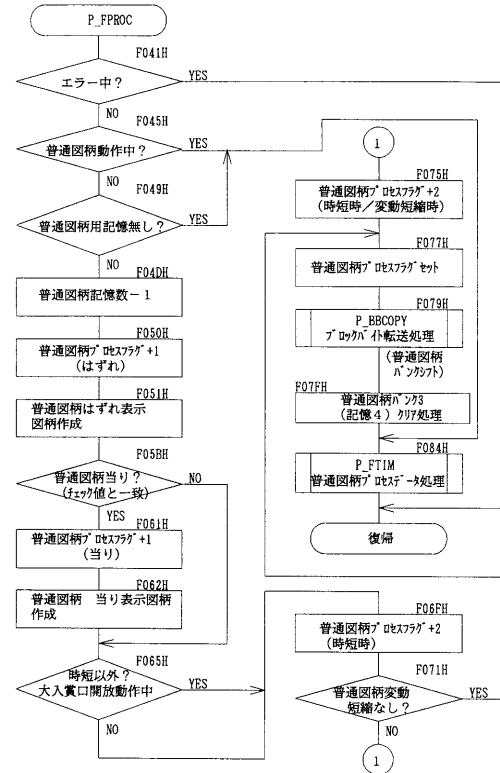 P_FPROC
F041H
エラー中？
YES
NO
F045H
普通図柄動作中？
YES
NO
F049H
普通図柄用記憶無し？
YES
NO
F04DH
普通図柄記憶数－1
F050H
普通図柄ﾌﾟﾛｾｽﾌﾗｸﾞ+1
(はずれ)
F051H
普通図柄はずれ表示
図柄作成
F05BH
普通図柄当り？
(ﾁｪｯｸ値と一致)
NO
YES
F061H
普通図柄ﾌﾟﾛｾｽﾌﾗｸﾞ+1
(当り)
F062H
普通図柄　当り表示図柄
作成
F065H
時短以外？
大入賞口開放動作中
YES
NO
1
F075H
普通図柄ﾌﾟﾛｾｽﾌﾗｸﾞ+2
(時短時／変動短縮時)
F077H
普通図柄ﾌﾟﾛｾｽﾌﾗｸﾞｾｯﾄ
F079H
P_BBCOPY
ﾌﾞﾛｯｸﾊﾞｲﾄ転送処理
(普通図柄
ﾊﾞﾝｸｼﾌﾄ)
F07FH
普通図柄ﾊﾞﾝｸ3
(記憶４) ｸﾘｱ処理
F084H
P_FTIM
普通図柄ﾌﾟﾛｾｽﾃﾞｰﾀ処理
復帰
F06FH
普通図柄ﾌﾟﾛｾｽﾌﾗｸﾞ+2
(時短時)
F071H
普通図柄変動
短縮なし？
YES
NO
1